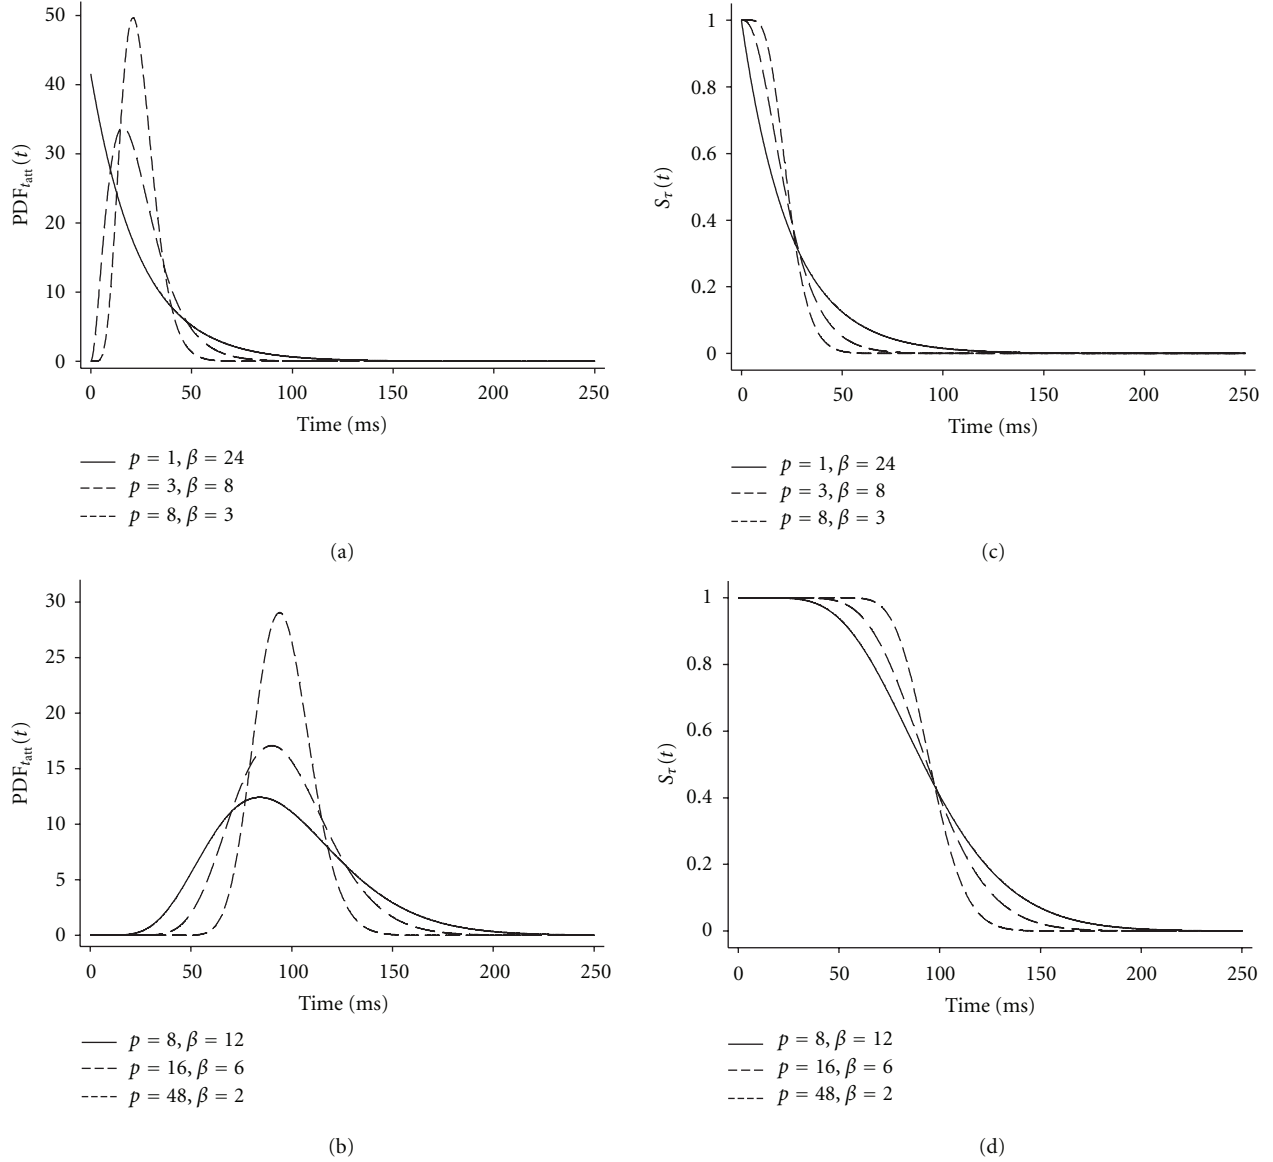 PDF_{t_att}(t)
50
40
30
20
10
0
0 50 100 150 200 250
Time (ms)
p = 1, β = 24
p = 3, β = 8
p = 8, β = 3
(a)
S_τ(t)
1
0.8
0.6
0.4
0.2
0
0 50 100 150 200 250
Time (ms)
p = 1, β = 24
p = 3, β = 8
p = 8, β = 3
(c)
PDF_{t_att}(t)
30
25
20
15
10
5
0
0 50 100 150 200 250
Time (ms)
p = 8, β = 12
p = 16, β = 6
p = 48, β = 2
(b)
S_τ(t)
1
0.8
0.6
0.4
0.2
0
0 50 100 150 200 250
Time (ms)
p = 8, β = 12
p = 16, β = 6
p = 48, β = 2
(d)